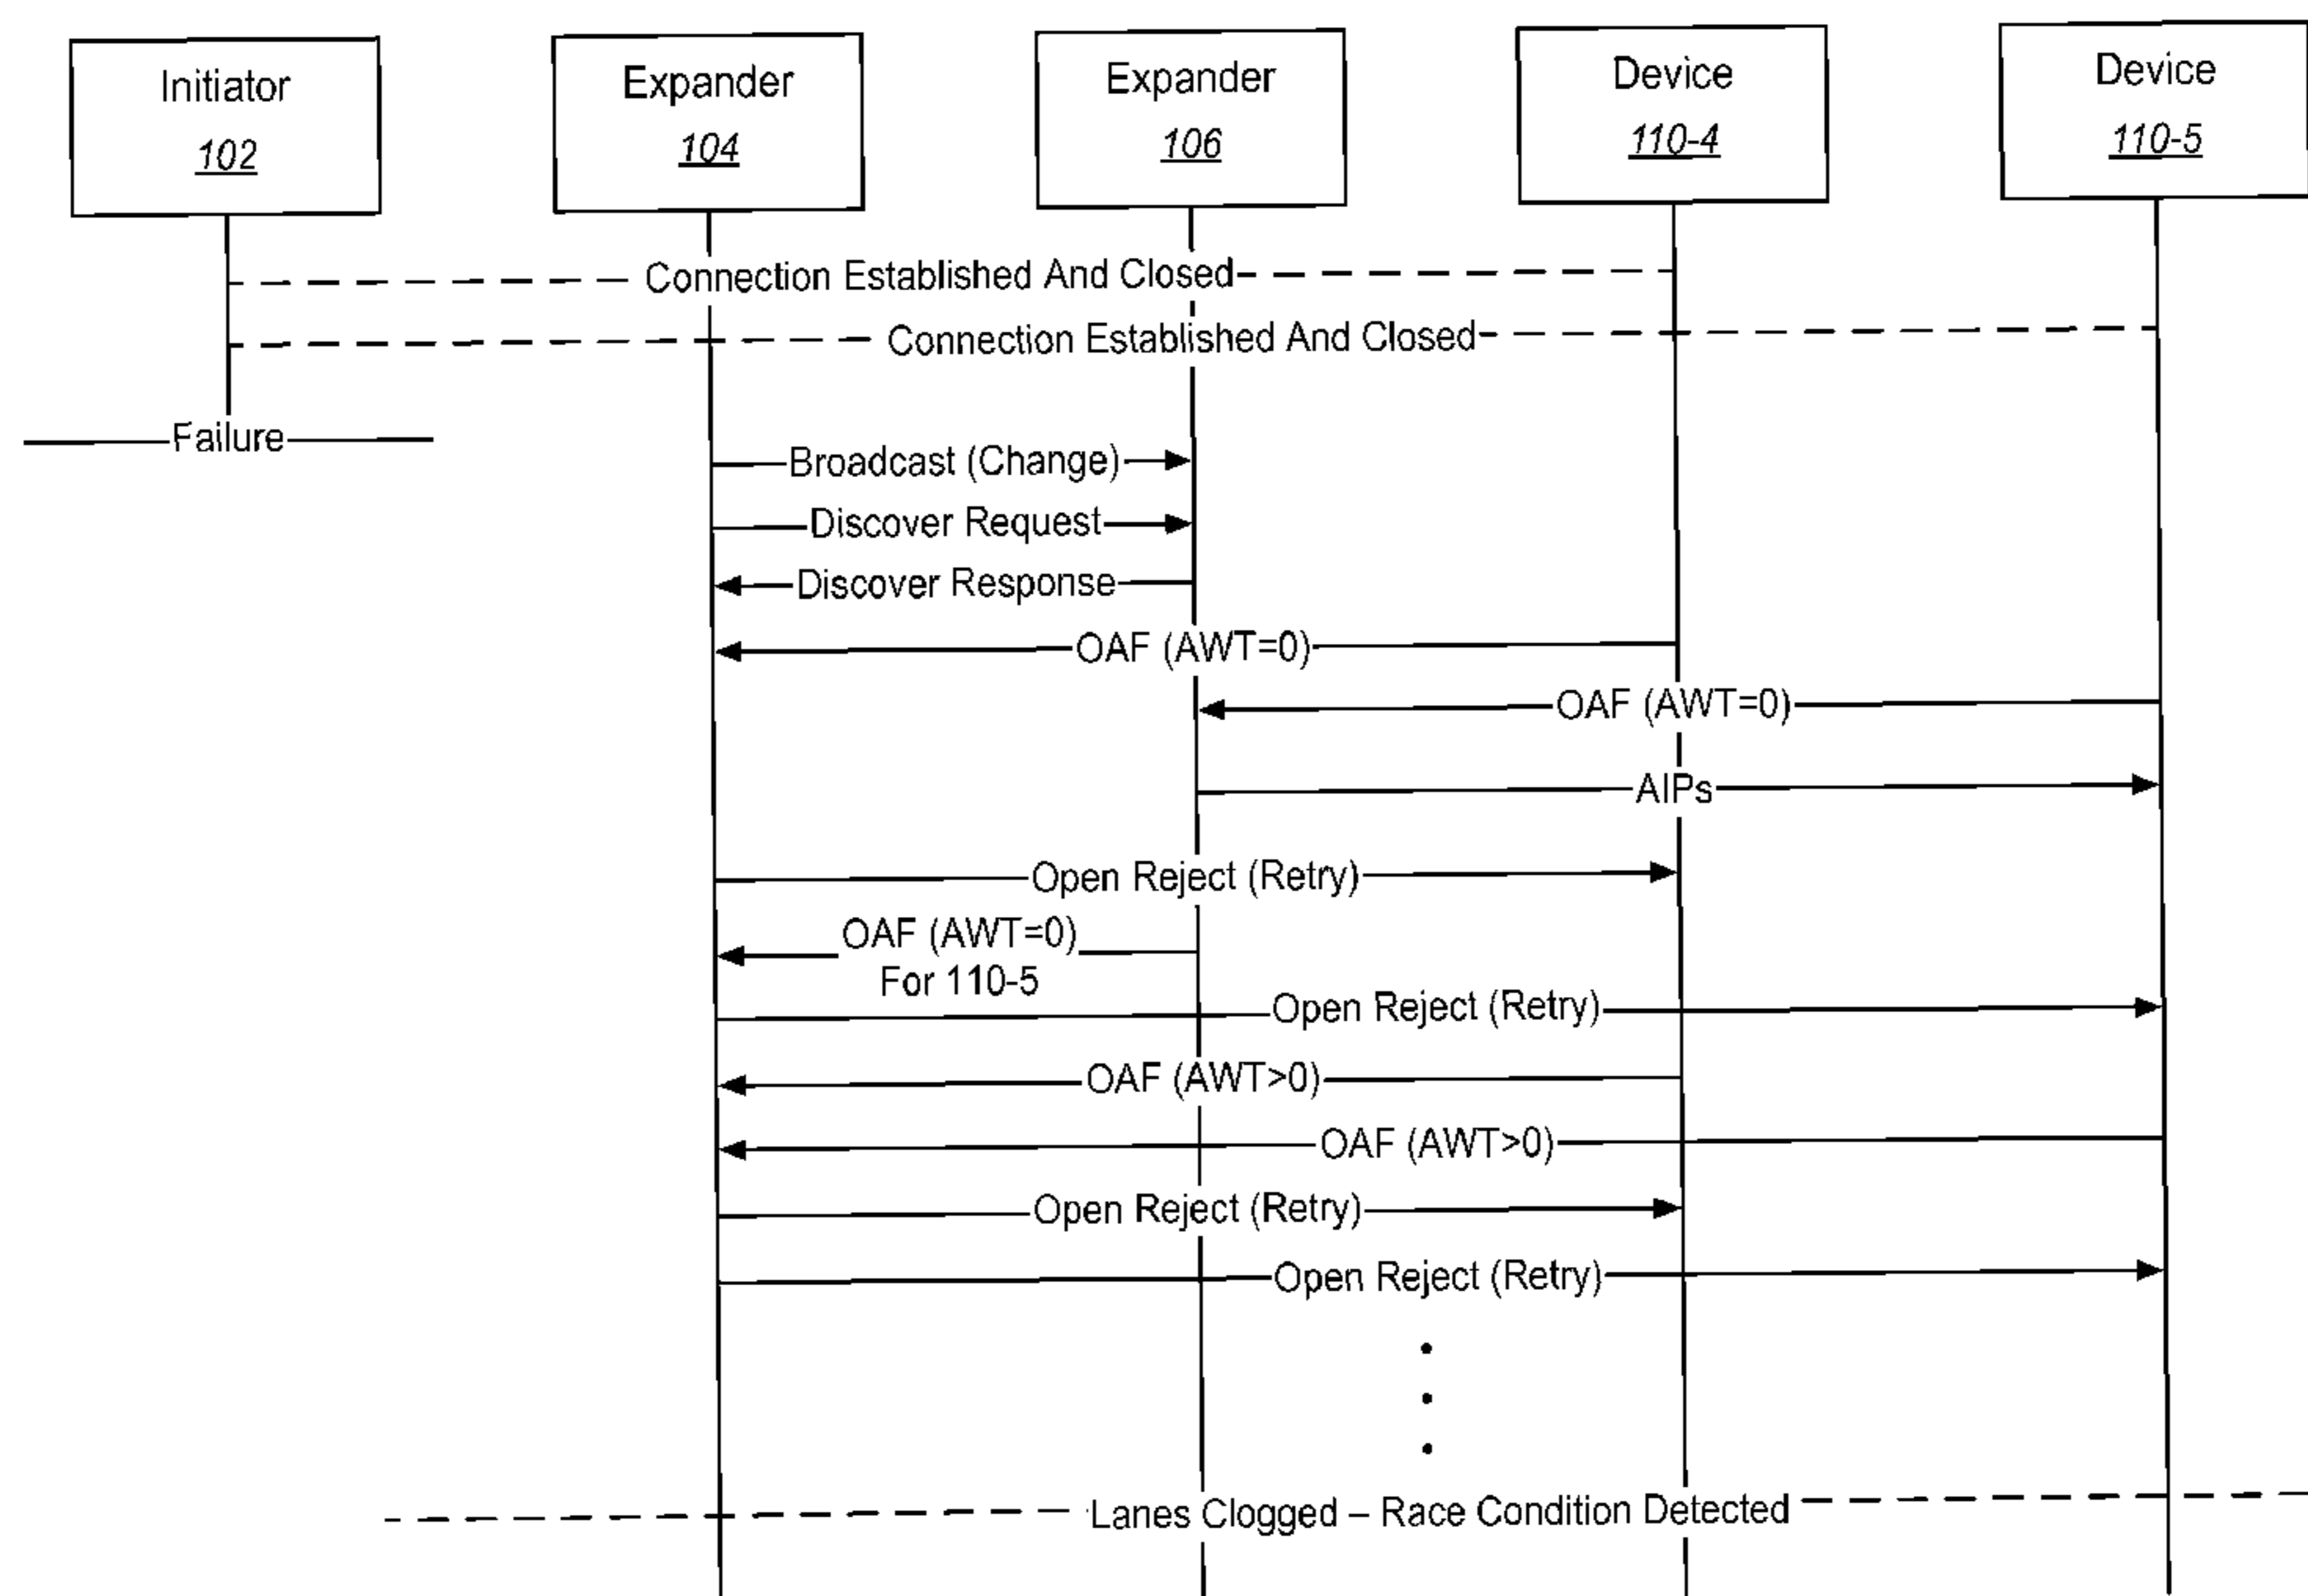 Initiator
102
Expander
104
Expander
106
Device
110-4
Device
110-5
Connection Established And Closed
Connection Established And Closed
Failure
Broadcast (Change)
Discover Request
Discover Response
OAF (AWT=0)
OAF (AWT=0)
AIPs
Open Reject (Retry)
OAF (AWT=0)
For 110-5
Open Reject (Retry)
OAF (AWT>0)
OAF (AWT>0)
Open Reject (Retry)
Open Reject (Retry)
Lanes Clogged – Race Condition Detected